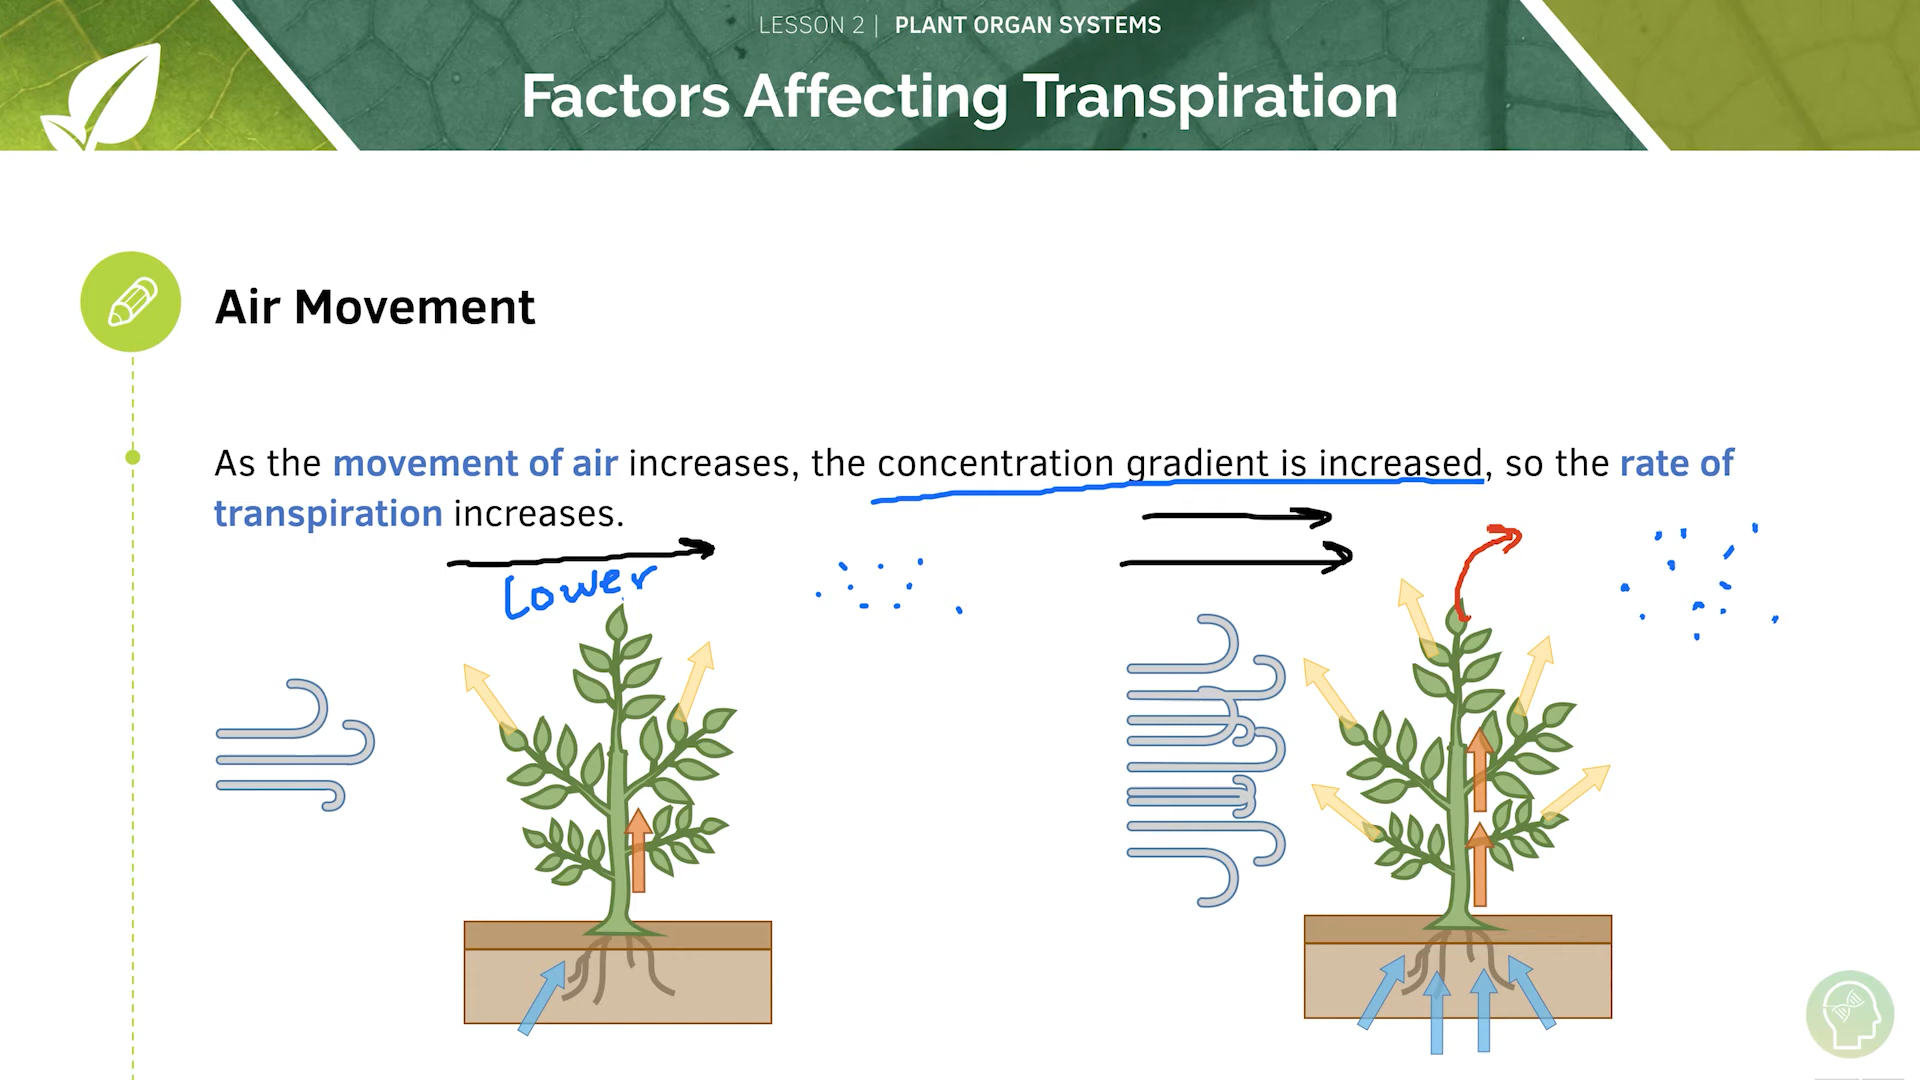 LESSON 2 | PLANT ORGAN SYSTEMS
Factors Affecting Transpiration
Air Movement
As the movement of air increases, the concentration gradient is increased, so the rate of
transpiration increases.
Lower